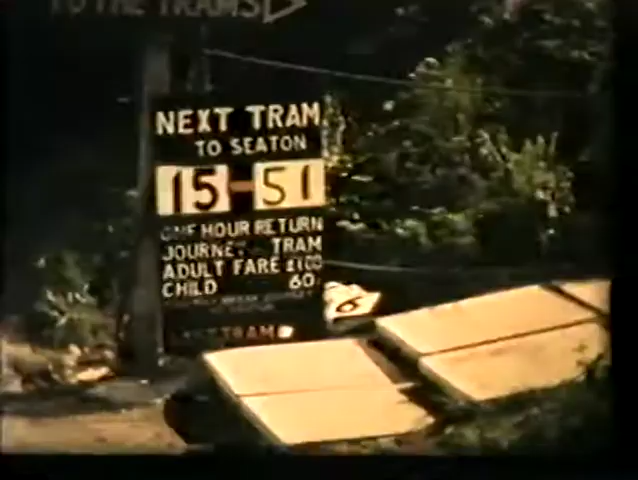 TO THE TRAMS
NEXT TRAM
TO SEATON
15-51
ONE HOUR RETURN
JOURNEY TRAM
ADULT FARE £1.00
CHILD 60
TRAM
6